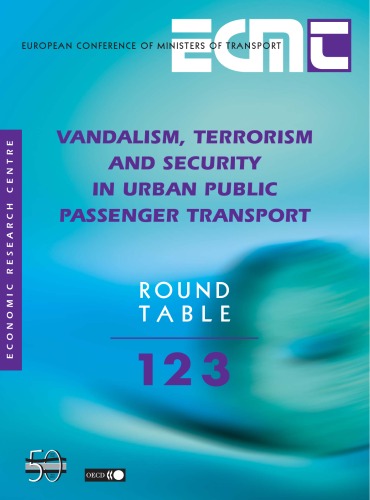 EUROPEAN CONFERENCE OF MINISTERS OF TRANSPORT
ECMT
VANDALISM, TERRORISM
AND SECURITY
IN URBAN PUBLIC
PASSENGER TRANSPORT
ECONOMIC RESEARCH CENTRE
ROUND
TABLE
123
50
OECD